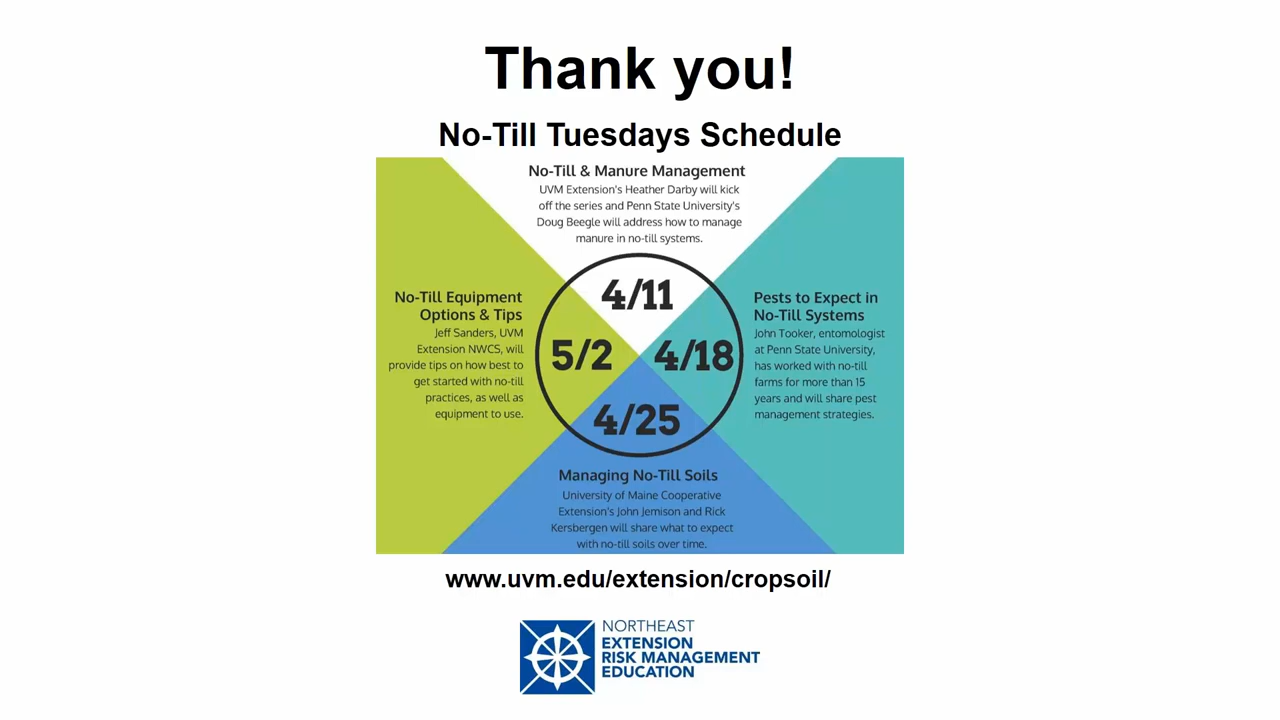 Thank you!
No-Till Tuesdays Schedule
No-Till & Manure Management
UVM Extension's Heather Darby will kick
off the series and Penn State University's
Doug Beegle will address how to manage
manure in no-till systems.
4/11
No-Till Equipment
Options & Tips
Jeff Sanders, UVM
Extension NWCS, will
provide tips on how best to
get started with no-till
practices, as well as
equipment to use.
5/2
4/18
Pests to Expect in
No-Till Systems
John Tooker, entomologist
at Penn State University,
has worked with no-till
farms for more than 15
years and will share pest
management strategies.
4/25
Managing No-Till Soils
University of Maine Cooperative
Extension's John Jemison and Rick
Kersbergen will share what to expect
with no-till soils over time.
www.uvm.edu/extension/cropsoil/
NORTHEAST
EXTENSION
RISK MANAGEMENT
EDUCATION